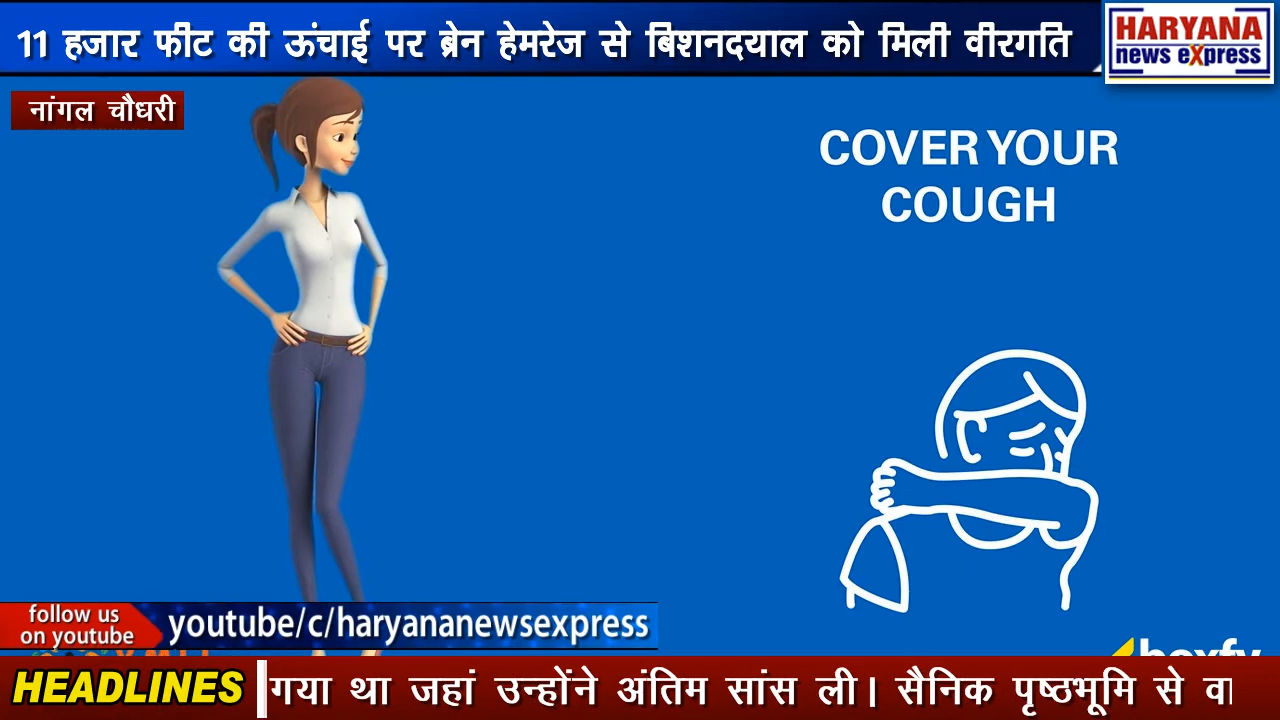 11 हजार फीट की ऊंचाई पर ब्रेन हेमरेज से बिशनदयाल को मिली वीरगति
HARYANA
news eXpress
नांगल चौधरी
COVER YOUR
COUGH
follow us
on youtube
youtube/c/haryananewsexpress
HEADLINES
गया था जहां उन्होंने अंतिम सांस ली। सैनिक पृष्ठभूमि से